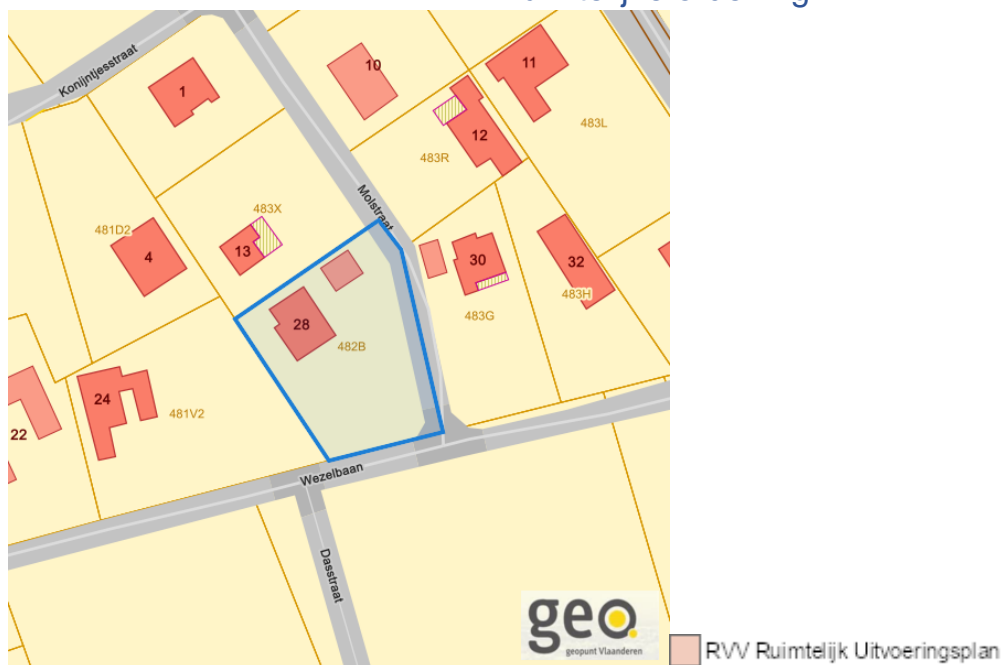 Konijntjesstraat
1
10
11
12
483L
483R
Molstraat
483X
481D2
4
13
30
32
483H
483G
28
482B
24
481V2
22
Wezelbaan
Dasstraat
geo
geopunt Vlaanderen
RVV Ruimtelijk Uitvoeringsplan